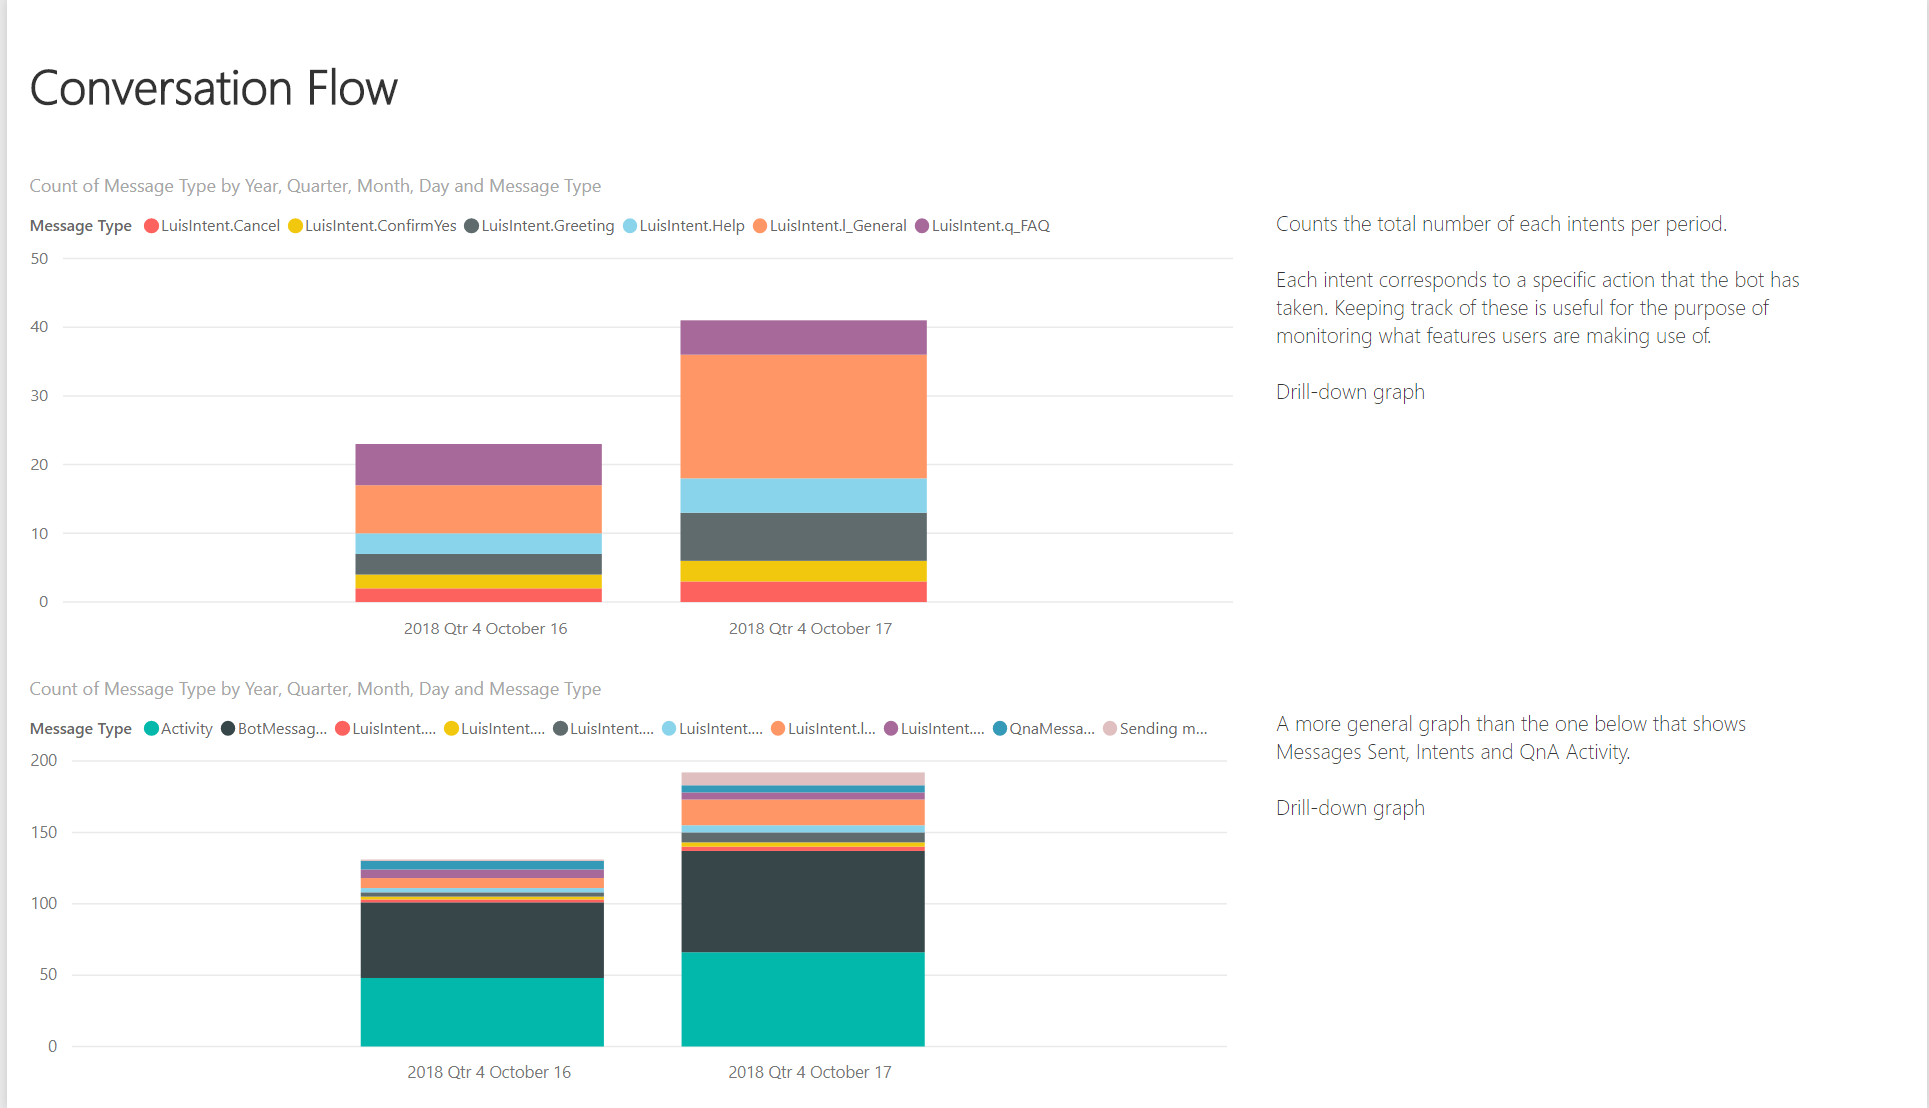 Conversation Flow
Count of Message Type by Year, Quarter, Month, Day and Message Type
Message Type LuisIntent.Cancel LuisIntent.ConfirmYes LuisIntent.Greeting LuisIntent.Help LuisIntent.l_General LuisIntent.q_FAQ
50
40
30
20
10
0
2018 Qtr 4 October 16 2018 Qtr 4 October 17
Counts the total number of each intents per period.
Each intent corresponds to a specific action that the bot has
taken. Keeping track of these is useful for the purpose of
monitoring what features users are making use of.
Drill-down graph
Count of Message Type by Year, Quarter, Month, Day and Message Type
Message Type Activity BotMessag... LuisIntent.... LuisIntent.... LuisIntent.... LuisIntent.... LuisIntent.l... LuisIntent.... QnaMessa... Sending m...
200
150
100
50
0
2018 Qtr 4 October 16 2018 Qtr 4 October 17
A more general graph than the one below that shows
Messages Sent, Intents and QnA Activity.
Drill-down graph